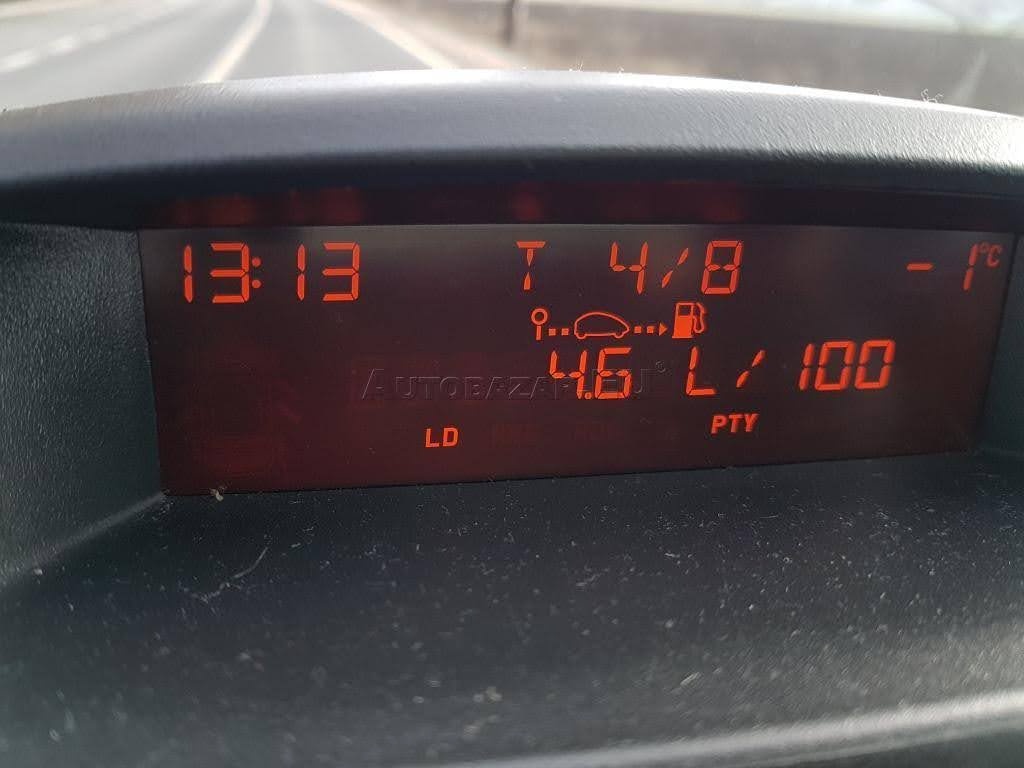 13:13 T 4/8 -1°C
4.6 L/100
AUTOBAZAR.EU
LD PTY